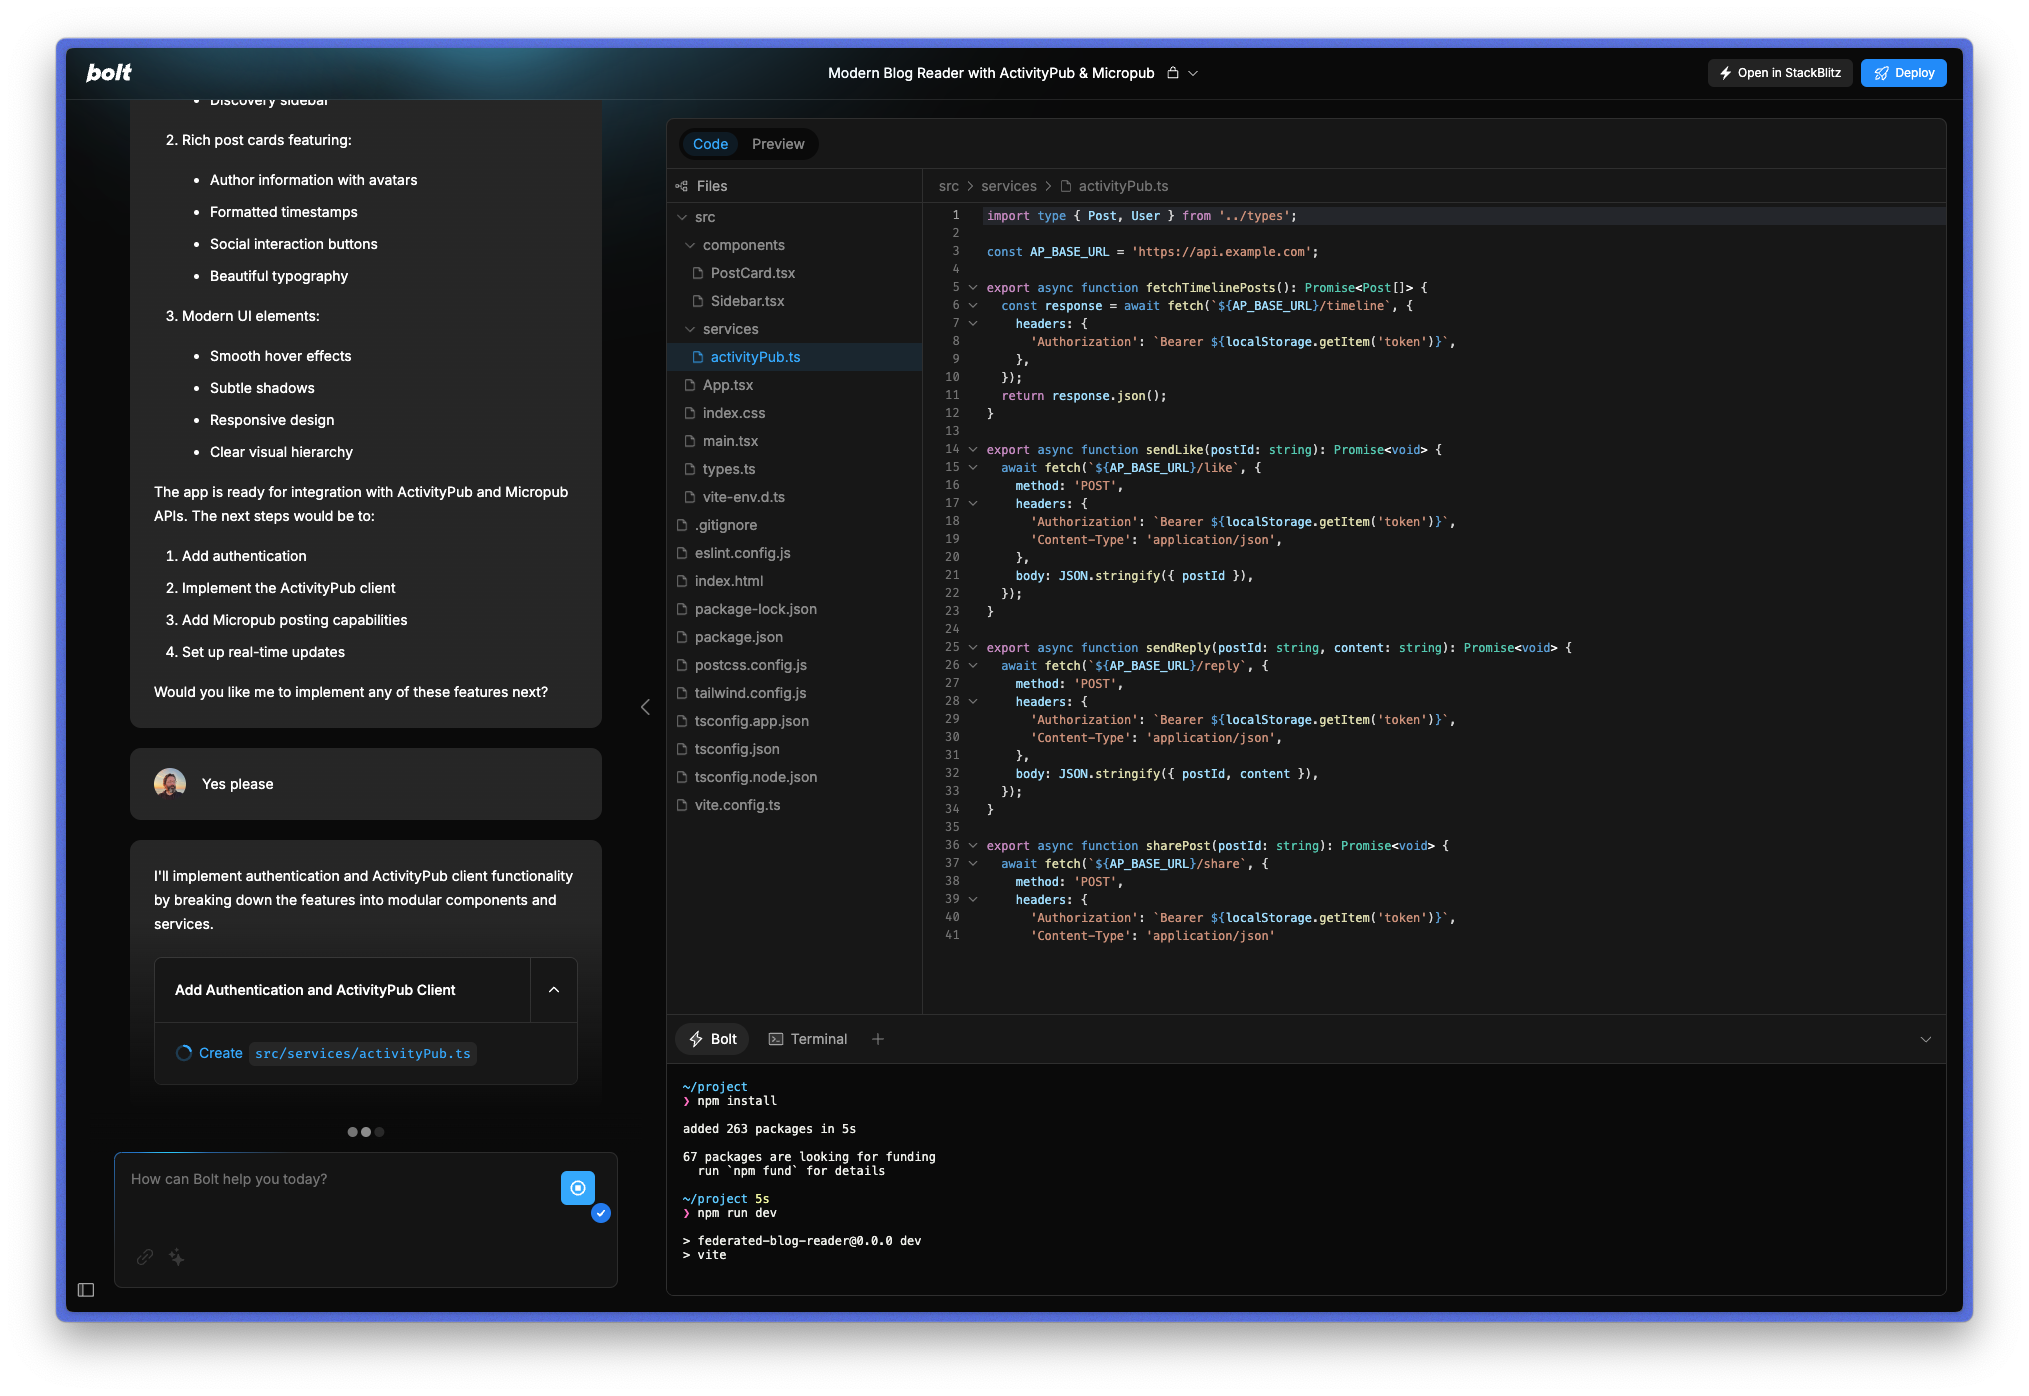 bolt
Modern Blog Reader with ActivityPub & Micropub
Open in StackBlitz
Deploy
• Discovery sidebar
2. Rich post cards featuring:
• Author information with avatars
• Formatted timestamps
• Social interaction buttons
• Beautiful typography
3. Modern UI elements:
• Smooth hover effects
• Subtle shadows
• Responsive design
• Clear visual hierarchy
The app is ready for integration with ActivityPub and Micropub
APIs. The next steps would be to:
1. Add authentication
2. Implement the ActivityPub client
3. Add Micropub posting capabilities
4. Set up real-time updates
Would you like me to implement any of these features next?
Yes please
I'll implement authentication and ActivityPub client functionality
by breaking down the features into modular components and
services.
Add Authentication and ActivityPub Client
Create src/services/activityPub.ts
How can Bolt help you today?
Code Preview
Files
src
components
PostCard.tsx
Sidebar.tsx
services
activityPub.ts
App.tsx
index.css
main.tsx
types.ts
vite-env.d.ts
.gitignore
eslint.config.js
index.html
package-lock.json
package.json
postcss.config.js
tailwind.config.js
tsconfig.app.json
tsconfig.json
tsconfig.node.json
vite.config.ts
src > services > activityPub.ts
1 import type { Post, User } from '../types';
2
3 const AP_BASE_URL = 'https://api.example.com';
4
5 export async function fetchTimelinePosts(): Promise<Post[]> {
6 const response = await fetch(`${AP_BASE_URL}/timeline`, {
7 headers: {
8 'Authorization': `Bearer ${localStorage.getItem('token')}`,
9 },
10 });
11 return response.json();
12 }
13
14 export async function sendLike(postId: string): Promise<void> {
15 await fetch(`${AP_BASE_URL}/like`, {
16 method: 'POST',
17 headers: {
18 'Authorization': `Bearer ${localStorage.getItem('token')}`,
19 'Content-Type': 'application/json',
20 },
21 body: JSON.stringify({ postId }),
22 });
23 }
24
25 export async function sendReply(postId: string, content: string): Promise<void> {
26 await fetch(`${AP_BASE_URL}/reply`, {
27 method: 'POST',
28 headers: {
29 'Authorization': `Bearer ${localStorage.getItem('token')}`,
30 'Content-Type': 'application/json',
31 },
32 body: JSON.stringify({ postId, content }),
33 });
34 }
35
36 export async function sharePost(postId: string): Promise<void> {
37 await fetch(`${AP_BASE_URL}/share`, {
38 method: 'POST',
39 headers: {
40 'Authorization': `Bearer ${localStorage.getItem('token')}`,
41 'Content-Type': 'application/json'
Bolt Terminal +
~/project
❯ npm install
added 263 packages in 5s
67 packages are looking for funding
run `npm fund` for details
~/project 5s
❯ npm run dev
> federated-blog-reader@0.0.0 dev
> vite